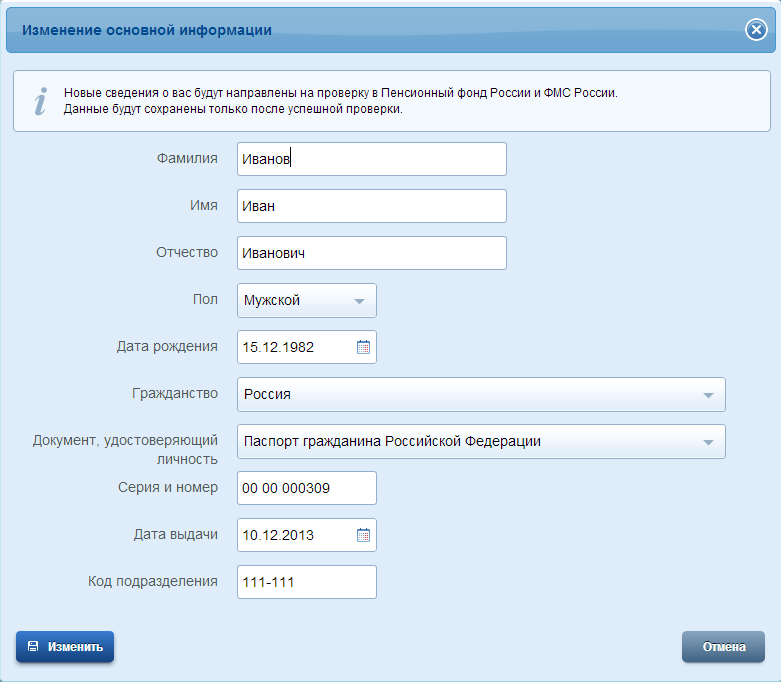 Изменение основной информации
i
Новые сведения о вас будут направлены на проверку в Пенсионный фонд России и ФМС России.
Данные будут сохранены только после успешной проверки.
Фамилия Иванов
Имя Иван
Отчество Иванович
Пол Мужской
Дата рождения 15.12.1982
Гражданство Россия
Документ, удостоверяющий Паспорт гражданина Российской Федерации
личность
Серия и номер 00 00 000309
Дата выдачи 10.12.2013
Код подразделения 111-111
Изменить Отмена